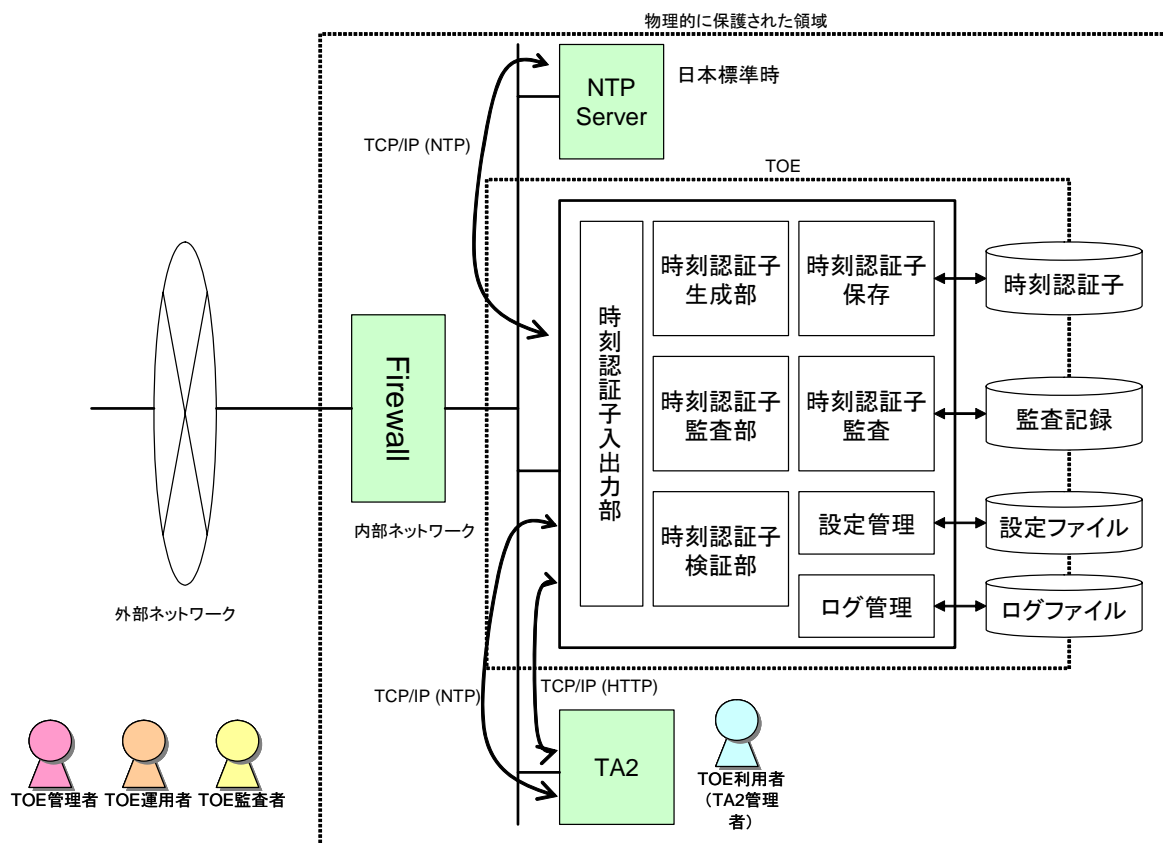 物理的に保護された領域
NTP
Server
日本標準時
TCP/IP (NTP)
TOE
時刻認証子入出力部
時刻認証子
生成部
時刻認証子
保存
時刻認証子
Firewall
時刻認証子
監査部
時刻認証子
監査
監査記録
内部ネットワーク
時刻認証子
検証部
設定管理
設定ファイル
ログ管理
ログファイル
外部ネットワーク
TCP/IP (NTP)
TCP/IP (HTTP)
TA2
TOE利用者
(TA2管理
者)
TOE管理者
TOE運用者
TOE監査者